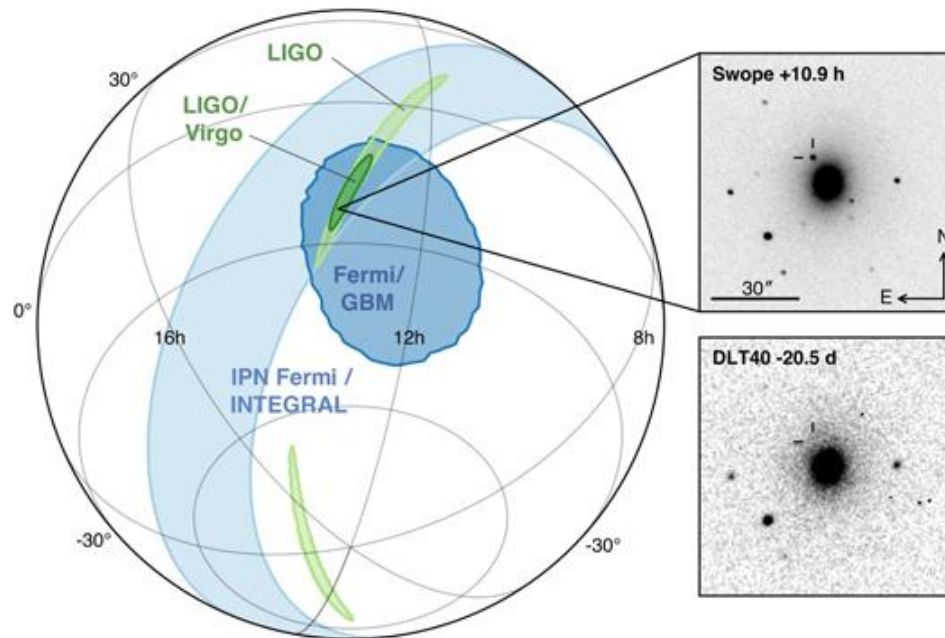 LIGO
LIGO/
Virgo
Fermi/
GBM
IPN Fermi /
INTEGRAL
30°
0°
-30°
-30°
16h
12h
8h
Swope +10.9 h
30"
N
E
DLT40 -20.5 d